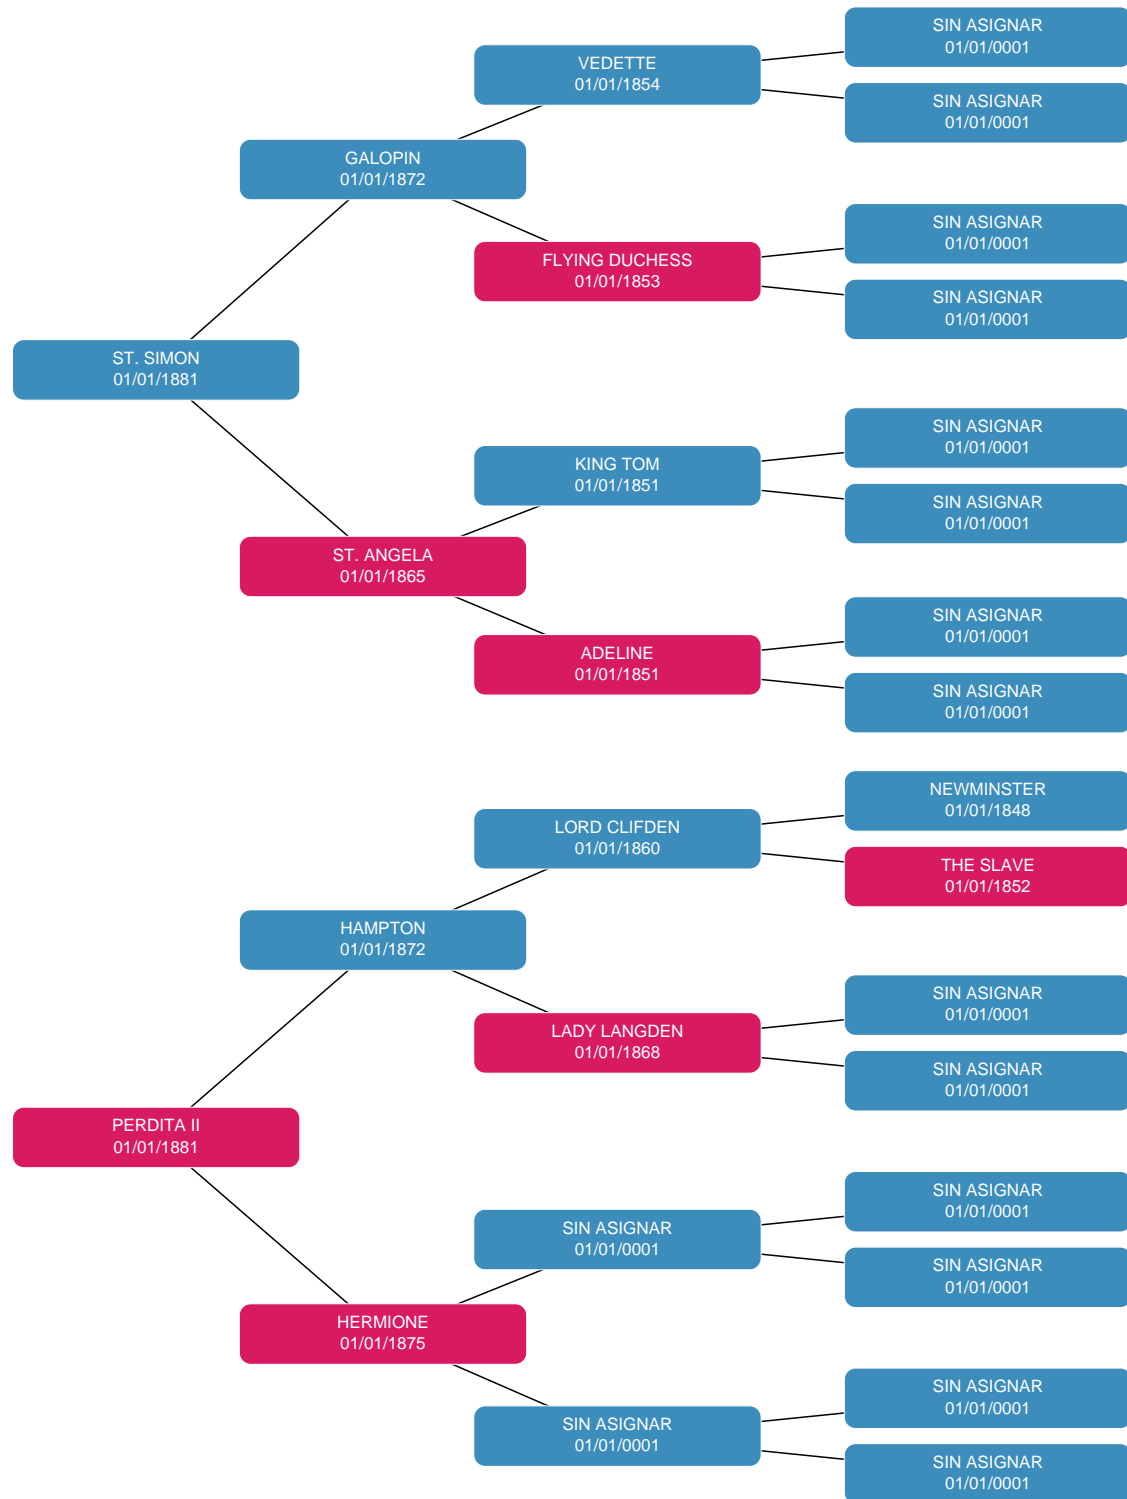 SIN ASIGNAR
01/01/0001
VEDETTE
01/01/1854
SIN ASIGNAR
01/01/0001
GALOPIN
01/01/1872
SIN ASIGNAR
01/01/0001
FLYING DUCHESS
01/01/1853
SIN ASIGNAR
01/01/0001
ST. SIMON
01/01/1881
SIN ASIGNAR
01/01/0001
KING TOM
01/01/1851
SIN ASIGNAR
01/01/0001
ST. ANGELA
01/01/1865
SIN ASIGNAR
01/01/0001
ADELINE
01/01/1851
SIN ASIGNAR
01/01/0001
NEWMINSTER
01/01/1848
LORD CLIFDEN
01/01/1860
THE SLAVE
01/01/1852
HAMPTON
01/01/1872
SIN ASIGNAR
01/01/0001
LADY LANGDEN
01/01/1868
SIN ASIGNAR
01/01/0001
PERDITA II
01/01/1881
SIN ASIGNAR
01/01/0001
SIN ASIGNAR
01/01/0001
SIN ASIGNAR
01/01/0001
HERMIONE
01/01/1875
SIN ASIGNAR
01/01/0001
SIN ASIGNAR
01/01/0001
SIN ASIGNAR
01/01/0001